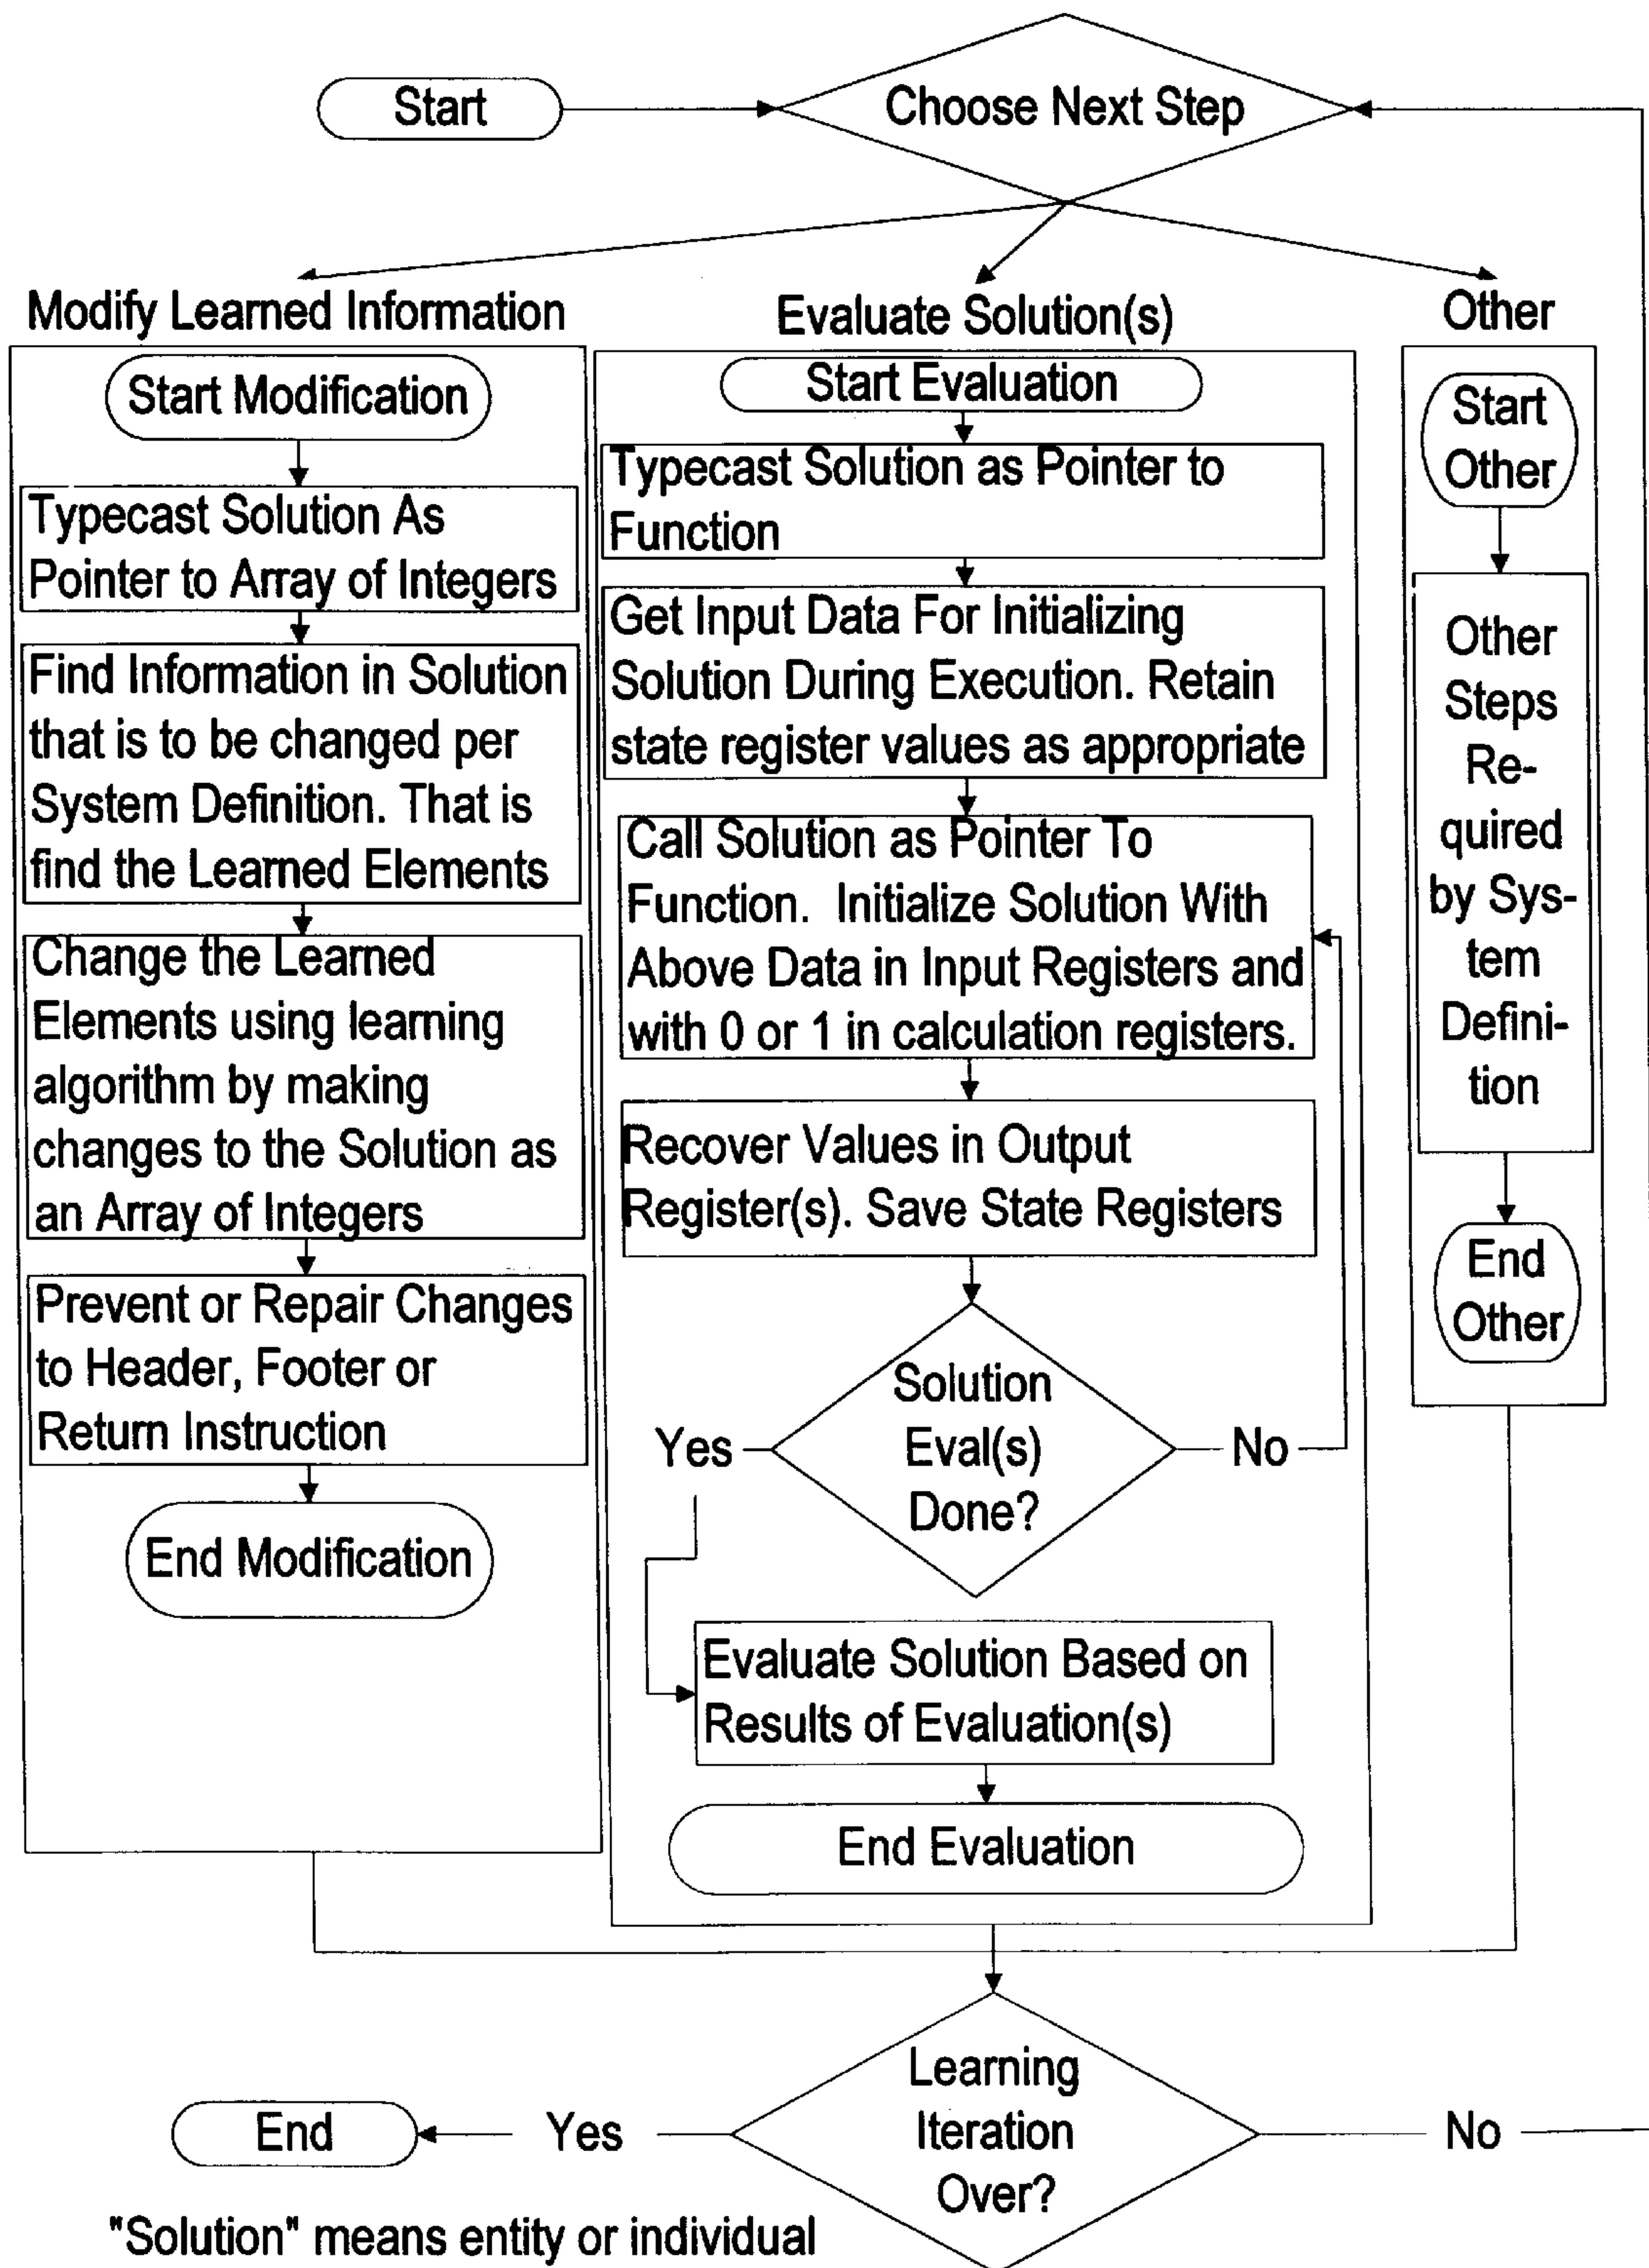 Start
Choose Next Step
Modify Learned Information
Start Modification
Typecast Solution As
Pointer to Array of Integers
Find Information in Solution
that is to be changed per
System Definition. That is
find the Learned Elements
Change the Learned
Elements using learning
algorithm by making
changes to the Solution as
an Array of Integers
Prevent or Repair Changes
to Header, Footer or
Return Instruction
End Modification
Evaluate Solution(s)
Start Evaluation
Typecast Solution as Pointer to
Function
Get Input Data For Initializing
Solution During Execution. Retain
state register values as appropriate
Call Solution as Pointer To
Function. Initialize Solution With
Above Data in Input Registers and
with 0 or 1 in calculation registers.
Recover Values in Output
Register(s). Save State Registers
Solution
Eval(s)
Done?
Yes
No
Evaluate Solution Based on
Results of Evaluation(s)
End Evaluation
Other
Start
Other
Other
Steps
Re-
quired
by Sys-
tem
Defini-
tion
End
Other
Learning
Iteration
Over?
Yes
No
End
"Solution" means entity or individual